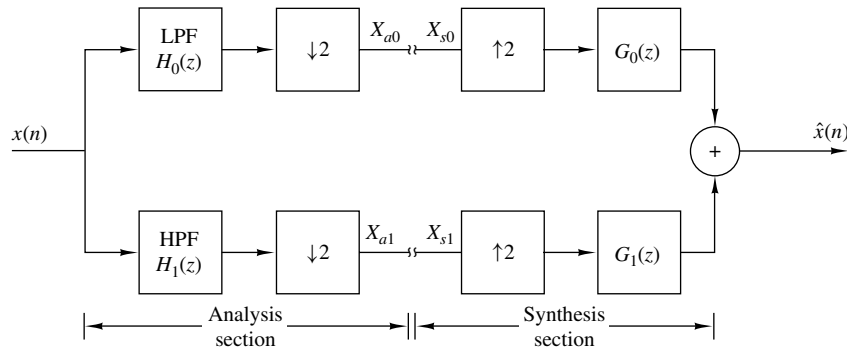 LPF
H₀(z)
↓2
Xₐ₀
Xₛ₀
↑2
G₀(z)
x(n)
+
x̂(n)
HPF
H₁(z)
↓2
Xₐ₁
Xₛ₁
↑2
G₁(z)
Analysis
section
Synthesis
section